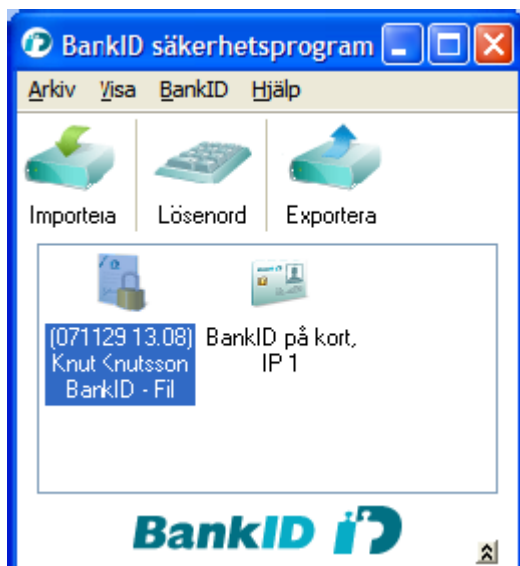 BankID säkerhetsprogram
Arkiv Visa BankID Hjälp
Importera Lösenord Exportera
(071129 13.08)
Knut Knutsson
BankID - Fil
BankID på kort,
IP 1
BankID